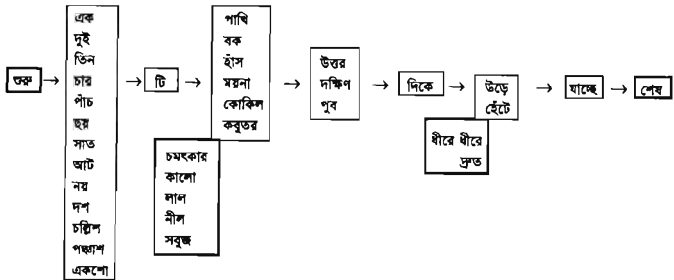 শুরু
এক
দুই
তিন
চার
পাঁচ
ছয়
সাত
আট
নয়
দশ
চল্লিশ
পঞ্চাশ
একশো
টি
চমৎকার
কালো
লাল
নীল
সবুজ
পাখি
বক
হাঁস
ময়না
কোকিল
কবুতর
উত্তর
দক্ষিণ
পুব
দিকে
ধীরে ধীরে
দ্রুত
উড়ে
হেঁটে
যাচ্ছে
শেষ